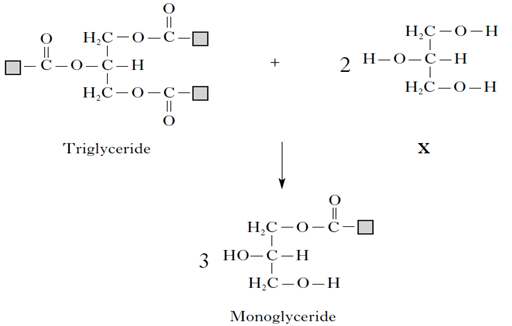 O
H₂C—O—C—
O
—C—O—C—H
H₂C—O—C—
O
Triglyceride
+
2
H₂C—O—H
H—O—C—H
H₂C—O—H
X
O
H₂C—O—C—
3
HO—C—H
H₂C—O—H
Monoglyceride